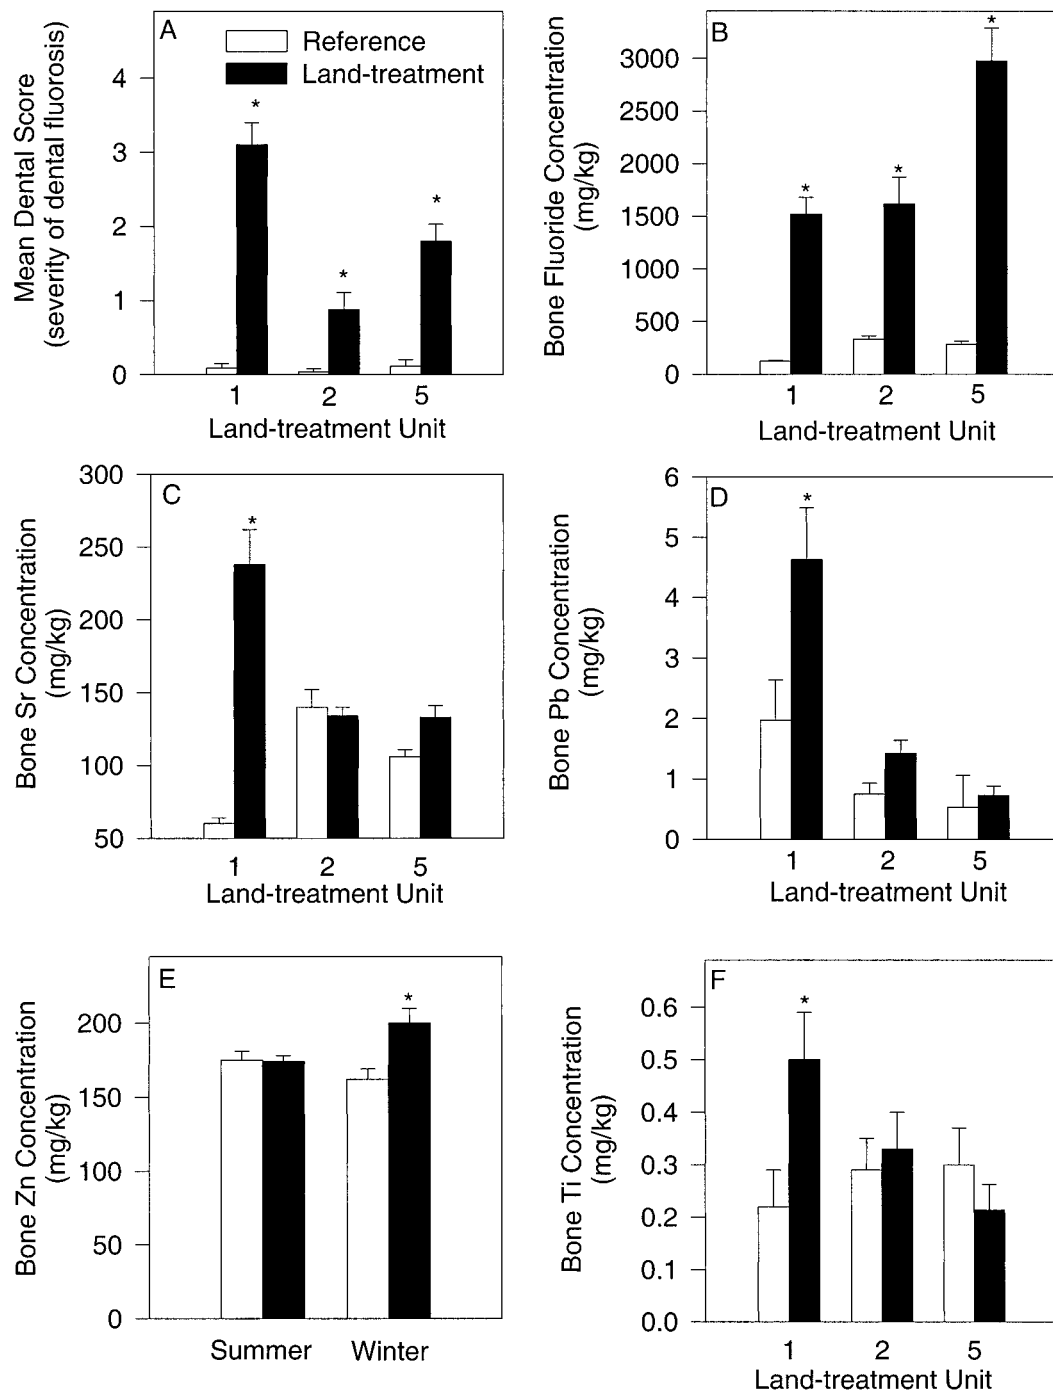 A
Reference
Land-treatment
*
*
*
4
3
2
1
0
Mean Dental Score
(severity of dental fluorosis)
1 2 5
Land-treatment Unit
B
*
*
*
3000
2500
2000
1500
1000
500
0
Bone Fluoride Concentration
(mg/kg)
1 2 5
Land-treatment Unit
C
*
300
250
200
150
100
50
Bone Sr Concentration
(mg/kg)
1 2 5
Land-treatment Unit
D
*
6
5
4
3
2
1
0
Bone Pb Concentration
(mg/kg)
1 2 5
Land-treatment Unit
E
*
200
150
100
50
0
Bone Zn Concentration
(mg/kg)
Summer Winter
F
*
0.6
0.5
0.4
0.3
0.2
0.1
0.0
Bone Ti Concentration
(mg/kg)
1 2 5
Land-treatment Unit